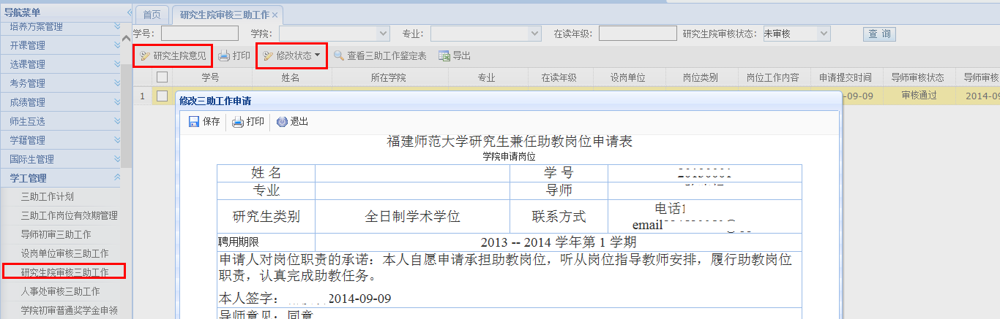 导航菜单
首页
研究生院审核三助工作
培养方案管理
开课管理
选课管理
考务管理
成绩管理
师生互选
学籍管理
国际生管理
学工管理
三助工作计划
三助工作岗位有效期管理
导师初审三助工作
设岗单位审核三助工作
研究生院审核三助工作
人事处审核三助工作
学院初审普通奖学金申领
学号: 学院: 专业: 在读年级: 研究生院审核状态: 未审核 查 询
研究生院意见 打印 修改状态 查看三助工作鉴定表 导出
学号 姓名 所在学院 专业 在读年级 设岗单位 岗位类别 岗位工作内容 申请提交时间 导师审核状态 导师审核
1 -09-09 审核通过 2014-09
修改三助工作申请
保存 打印 退出
福建师范大学研究生兼任助教岗位申请表
学院申请岗位
姓 名 学 号
专业 导师
研究生类别 全日制学术学位 联系方式 电话1
email
聘用期限 2013 -- 2014 学年第 1 学期
申请人对岗位职责的承诺：本人自愿申请承担助教岗位，听从岗位指导教师安排，履行助教岗位
职责，认真完成助教任务。
本人签字： 2014-09-09
导师意见：同意